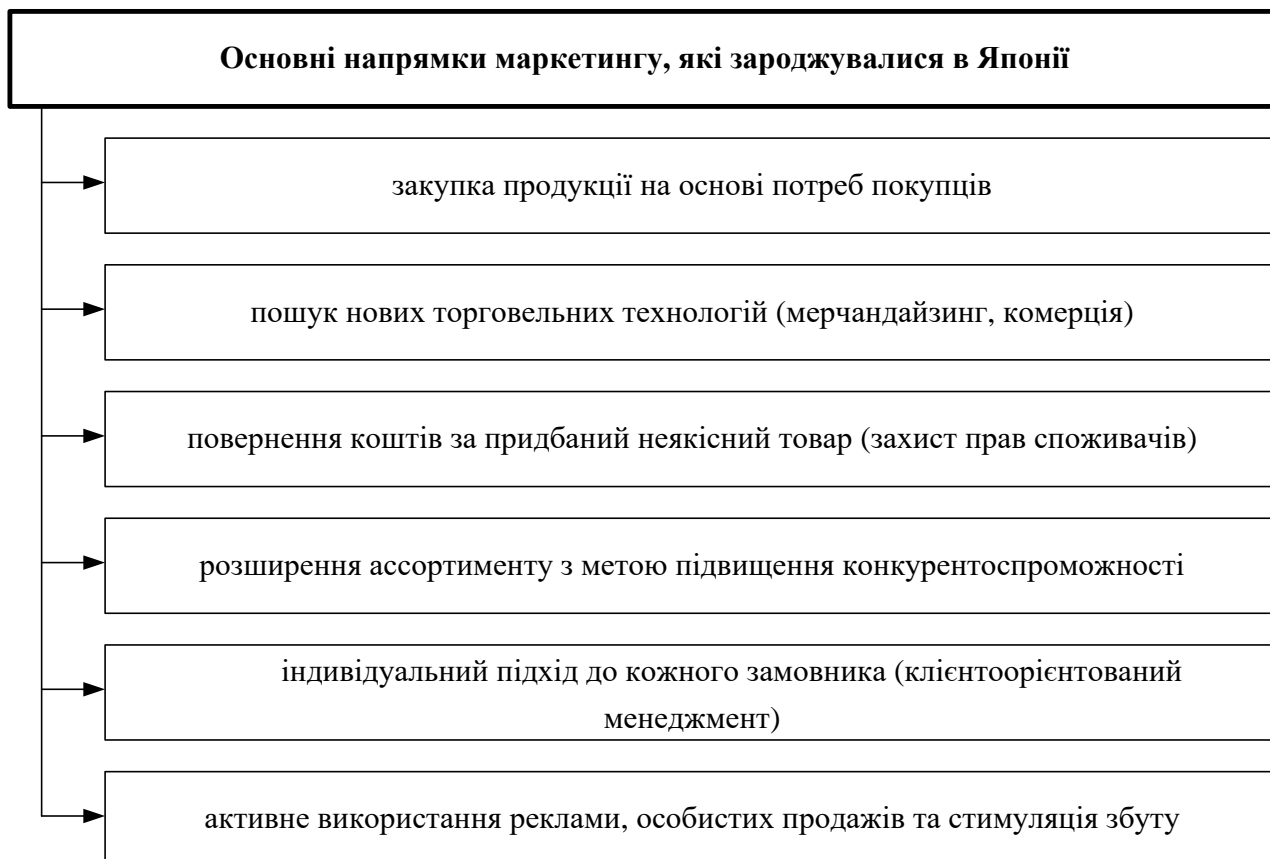 Основні напрямки маркетингу, які зароджувалися в Японії
закупка продукції на основі потреб покупців
пошук нових торговельних технологій (мерчандайзинг, комерція)
повернення коштів за придбаний неякісний товар (захист прав споживачів)
розширення ассортименту з метою підвищення конкурентоспроможності
індивідуальний підхід до кожного замовника (клієнтоорієнтований
менеджмент)
активне використання реклами, особистих продажів та стимуляція збуту